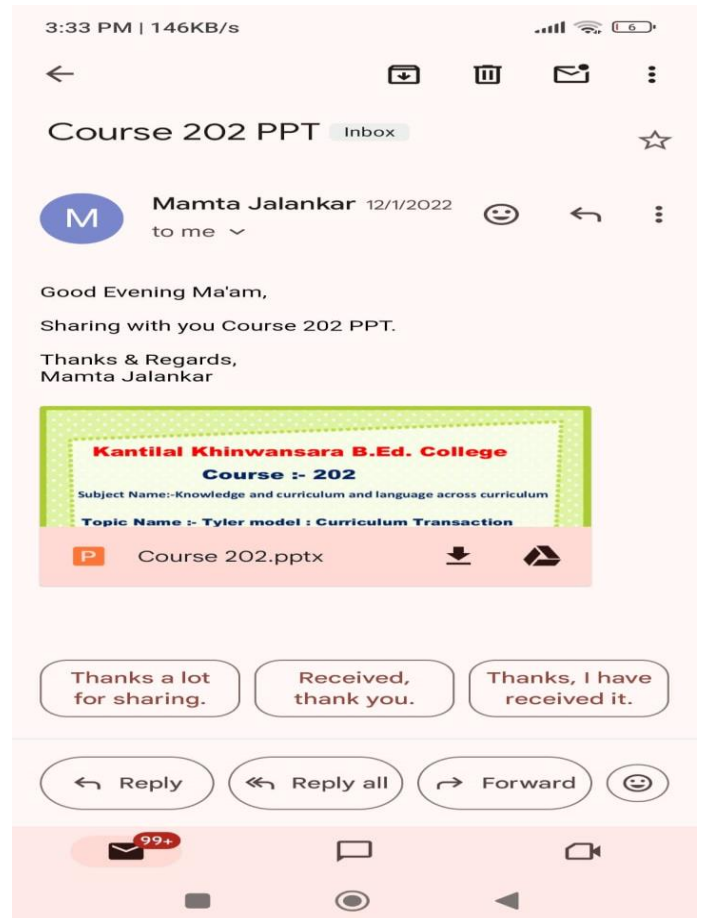 3:33 PM | 146KB/s
6
Course 202 PPT Inbox
M
Mamta Jalankar 12/1/2022
to me
Good Evening Ma'am,
Sharing with you Course 202 PPT.
Thanks & Regards,
Mamta Jalankar
Kantilal Khinwansara B.Ed. College
Course :- 202
Subject Name:-Knowledge and curriculum and language across curriculum
Topic Name :- Tyler model : Curriculum Transaction
P Course 202.pptx
Thanks a lot for sharing.
Received, thank you.
Thanks, I have received it.
Reply Reply all Forward
99+